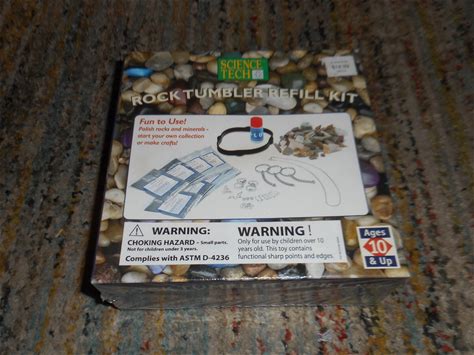 SCIENCE
TECH
ROCK TUMBLER REFILL KIT
Fun to Use!
Polish rocks and minerals -
start your own collection
or make crafts!
WARNING:
CHOKING HAZARD - Small parts.
Not for children under 3 years.
Complies with ASTM D-4236
WARNING !
Only for use by children over 10
years old. This toy contains
functional sharp points and edges.
Ages
10
& Up